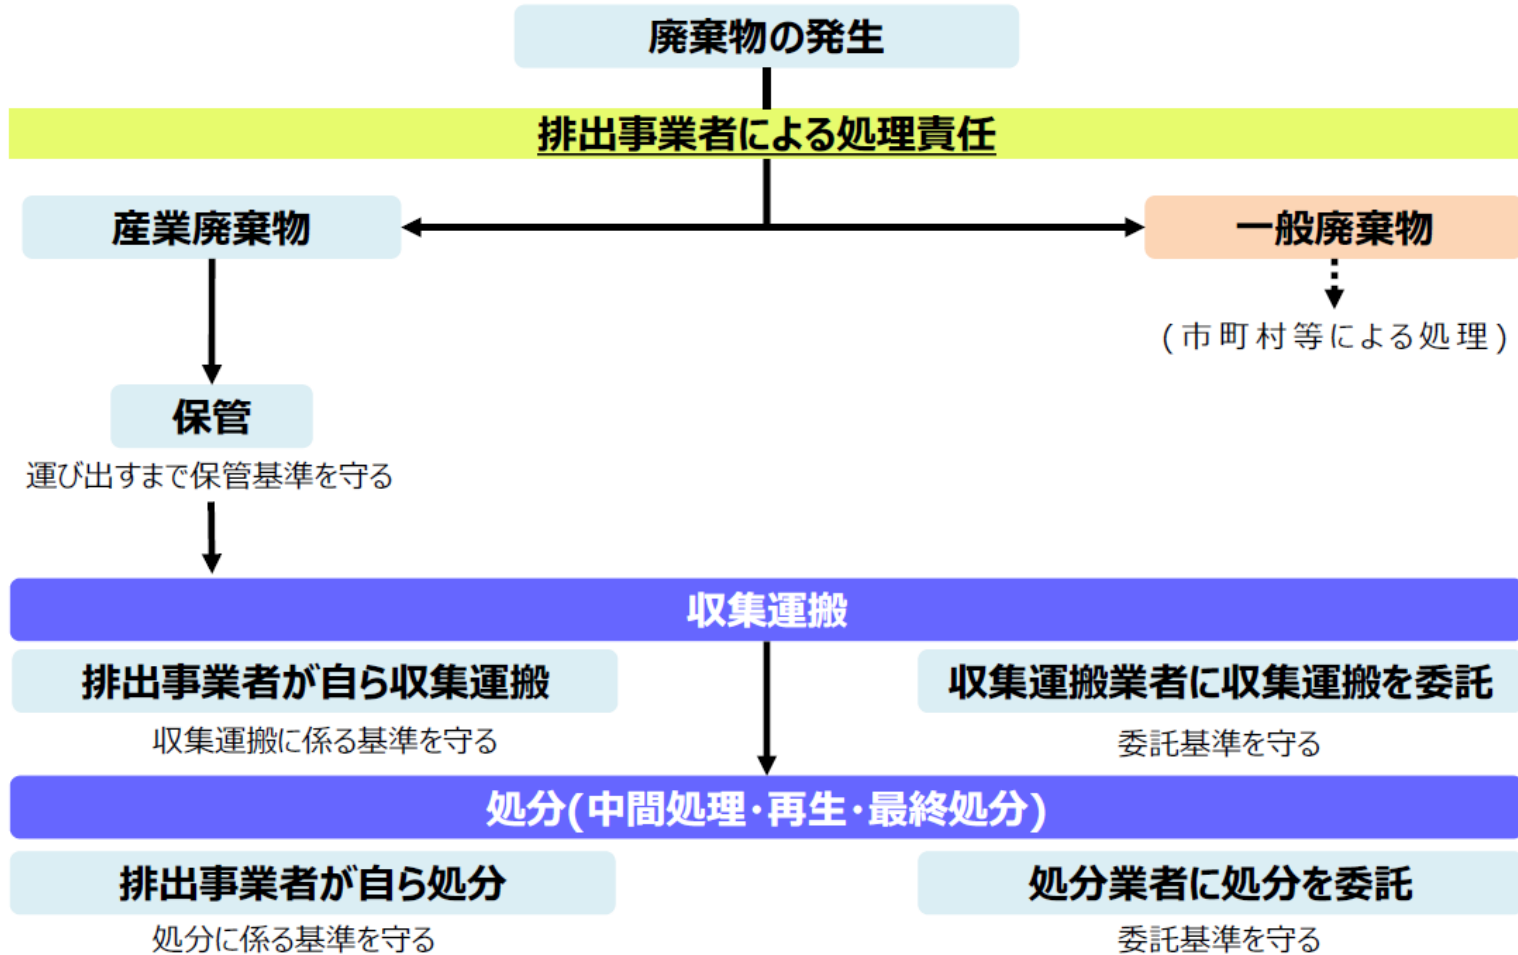 廃棄物の発生
排出事業者による処理責任
産業廃棄物
一般廃棄物
(市町村等による処理)
保管
運び出すまで保管基準を守る
収集運搬
排出事業者が自ら収集運搬
収集運搬業者に収集運搬を委託
収集運搬に係る基準を守る
委託基準を守る
処分(中間処理・再生・最終処分)
排出事業者が自ら処分
処分業者に処分を委託
処分に係る基準を守る
委託基準を守る